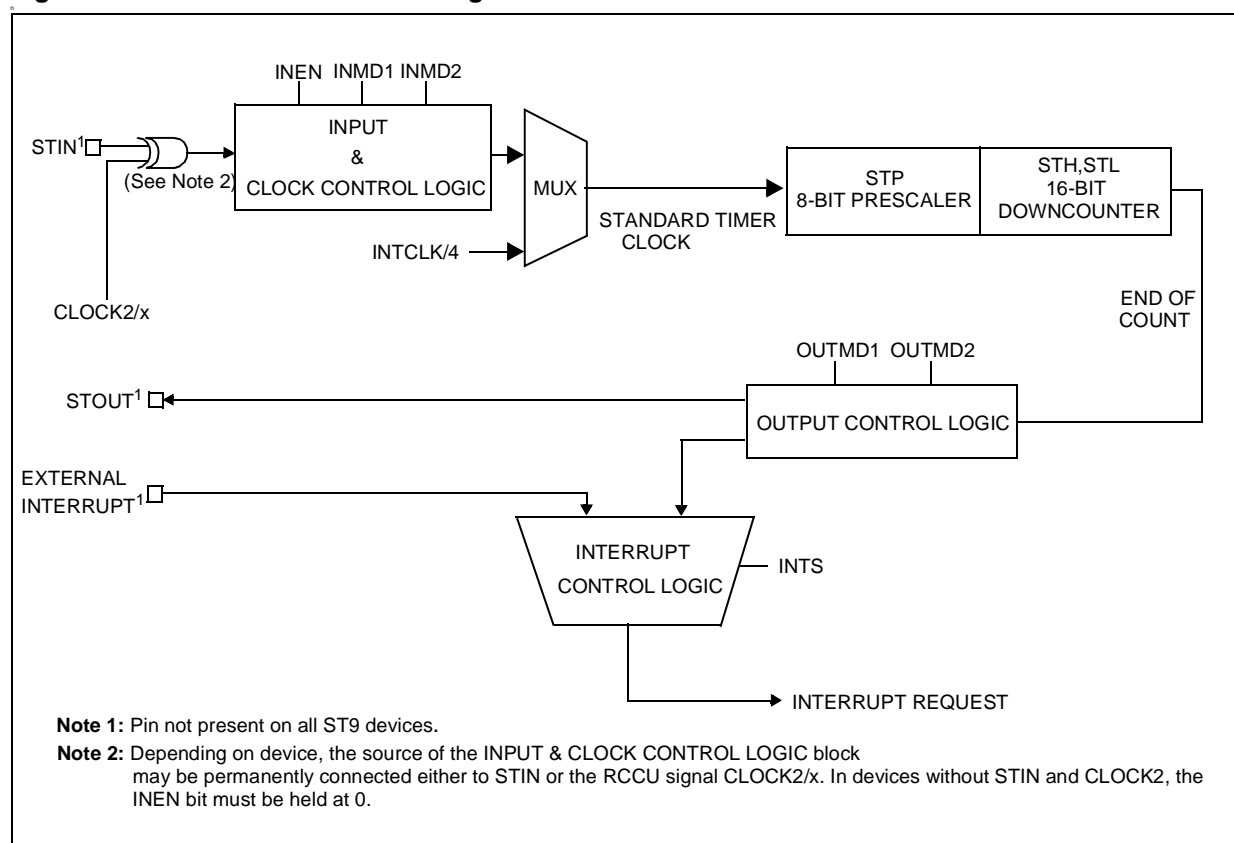 INEN INMD1 INMD2
STIN1
(See Note 2)
INPUT
&
CLOCK CONTROL LOGIC
MUX
INTCLK/4
CLOCK2/x
STANDARD TIMER
CLOCK
STP
8-BIT PRESCALER
STH,STL
16-BIT
DOWNCOUNTER
END OF
COUNT
OUTMD1 OUTMD2
STOUT1
OUTPUT CONTROL LOGIC
EXTERNAL
INTERRUPT1
INTERRUPT
CONTROL LOGIC
INTS
INTERRUPT REQUEST
Note 1: Pin not present on all ST9 devices.
Note 2: Depending on device, the source of the INPUT & CLOCK CONTROL LOGIC block
may be permanently connected either to STIN or the RCCU signal CLOCK2/x. In devices without STIN and CLOCK2, the
INEN bit must be held at 0.